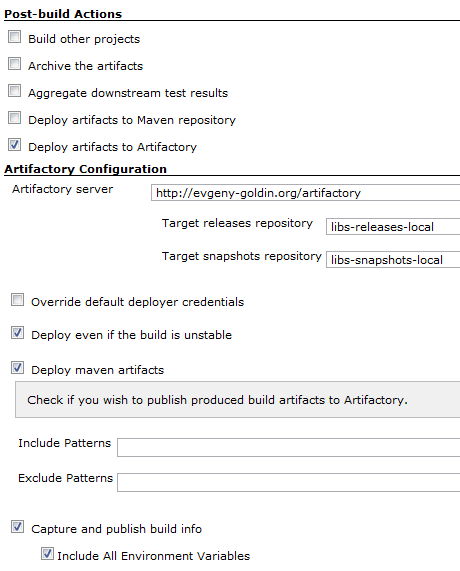 Post-build Actions
Build other projects
Archive the artifacts
Aggregate downstream test results
Deploy artifacts to Maven repository
Deploy artifacts to Artifactory
Artifactory Configuration
Artifactory server http://evgeny-goldin.org/artifactory
Target releases repository libs-releases-local
Target snapshots repository libs-snapshots-local
Override default deployer credentials
Deploy even if the build is unstable
Deploy maven artifacts
Check if you wish to publish produced build artifacts to Artifactory.
Include Patterns
Exclude Patterns
Capture and publish build info
Include All Environment Variables